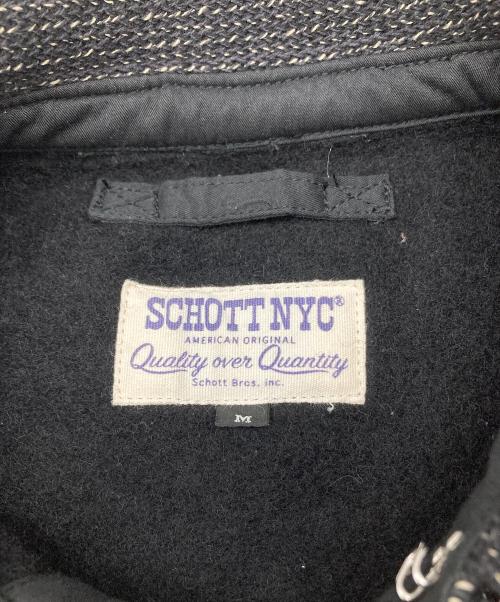 SCHOTT NYC®
AMERICAN ORIGINAL
Quality over Quantity
Schott Bros. inc.
M